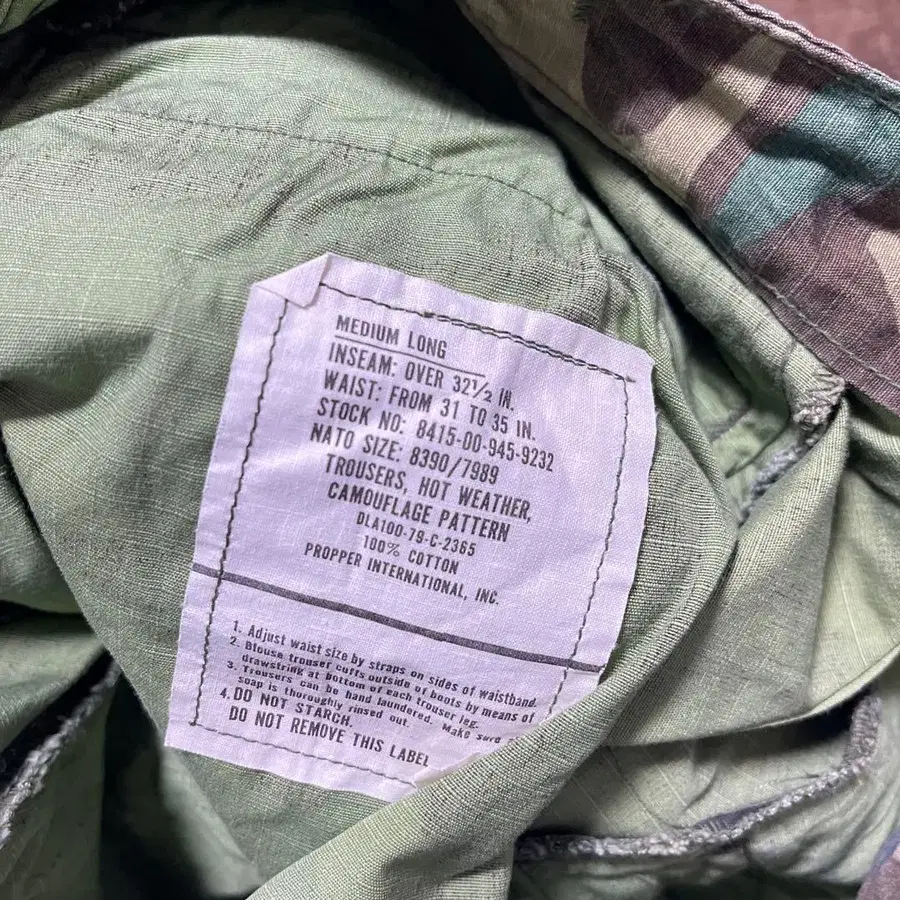 MEDIUM LONG
INSEAM: OVER 32½ IN.
WAIST: FROM 31 TO 35 IN.
STOCK NO: 8415-00-945-9232
NATO SIZE: 8390/7989
TROUSERS, HOT WEATHER,
CAMOUFLAGE PATTERN
DLA100-79-C-2365
100% COTTON
PROPPER INTERNATIONAL, INC.
1. Adjust waist size by straps on sides of waistband.
2. Blouse trouser cuffs outside of boots by means of
drawstring at bottom of each trouser leg.
3. Trousers can be hand laundered. Make sure
soap is thoroughly rinsed out.
4. DO NOT STARCH.
DO NOT REMOVE THIS LABEL